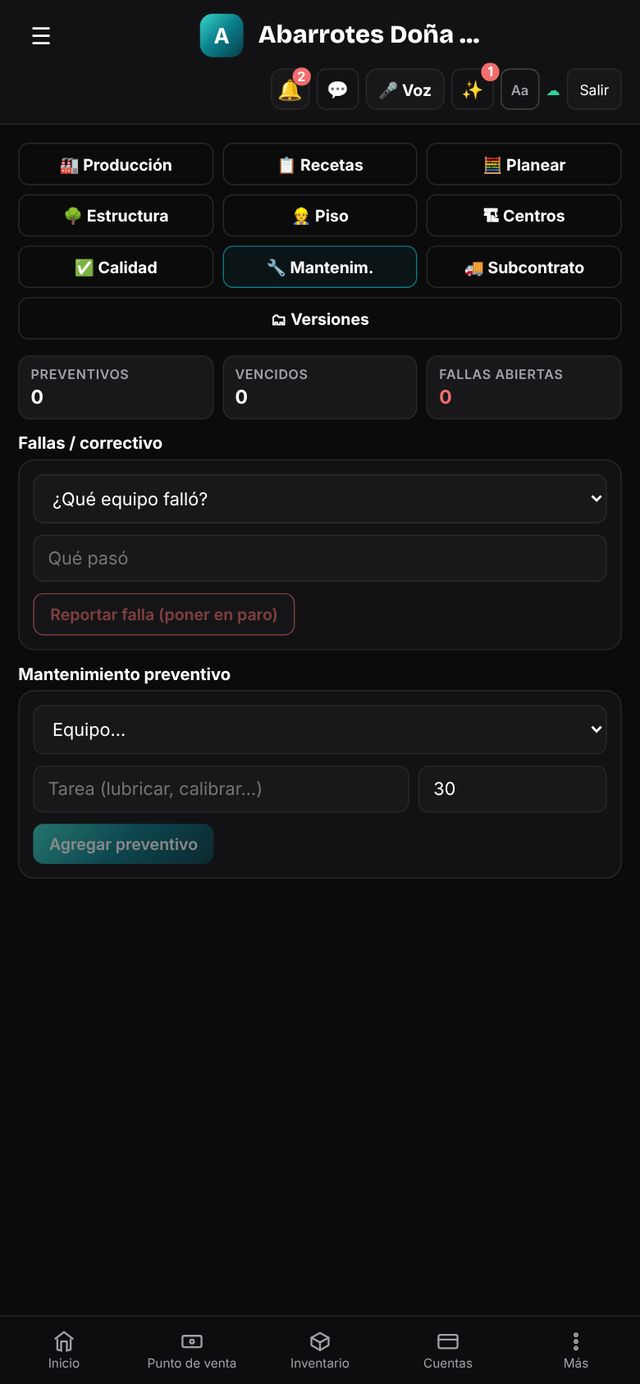 ☰ A Abarrotes Doña ...
🔔 2 💬 🎤 Voz ✨ 1 Aa ☁ Salir
🏭 Producción 📋 Recetas 🧮 Planear
🌳 Estructura 👷 Piso 🏗 Centros
✅ Calidad 🔧 Mantenim. 🚚 Subcontrato
🗂 Versiones
PREVENTIVOS VENCIDOS FALLAS ABIERTAS
0 0 0
Fallas / correctivo
¿Qué equipo falló?
Qué pasó
Reportar falla (poner en paro)
Mantenimiento preventivo
Equipo...
Tarea (lubricar, calibrar...) 30
Agregar preventivo
Inicio Punto de venta Inventario Cuentas Más